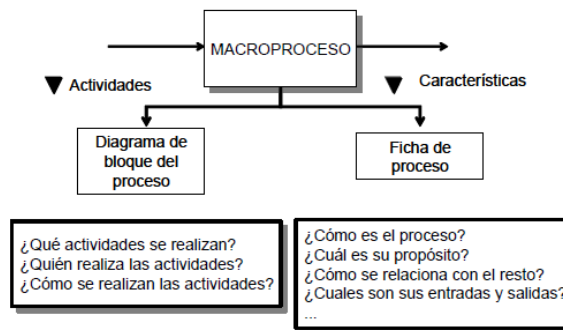 MACROPROCESO
Actividades
Características
Diagrama de
bloque del
proceso
Ficha de
proceso
¿Qué actividades se realizan?
¿Quién realiza las actividades?
¿Cómo se realizan las actividades?
¿Cómo es el proceso?
¿Cuál es su propósito?
¿Cómo se relaciona con el resto?
¿Cuales son sus entradas y salidas?
...